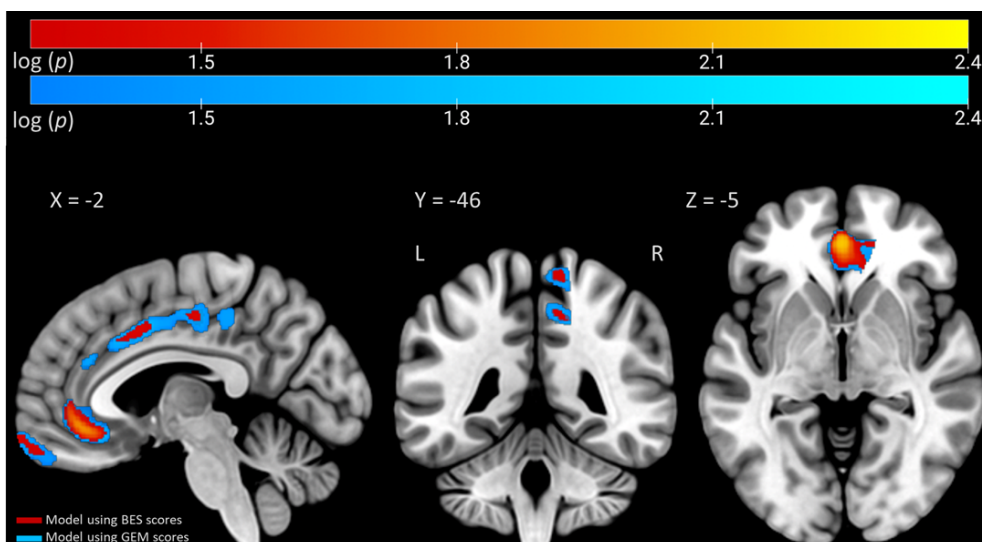 log (p) 1.5 1.8 2.1 2.4
log (p) 1.5 1.8 2.1 2.4
X = -2 Y = -46 Z = -5
L R
Model using BES scores
Model using GEM scores